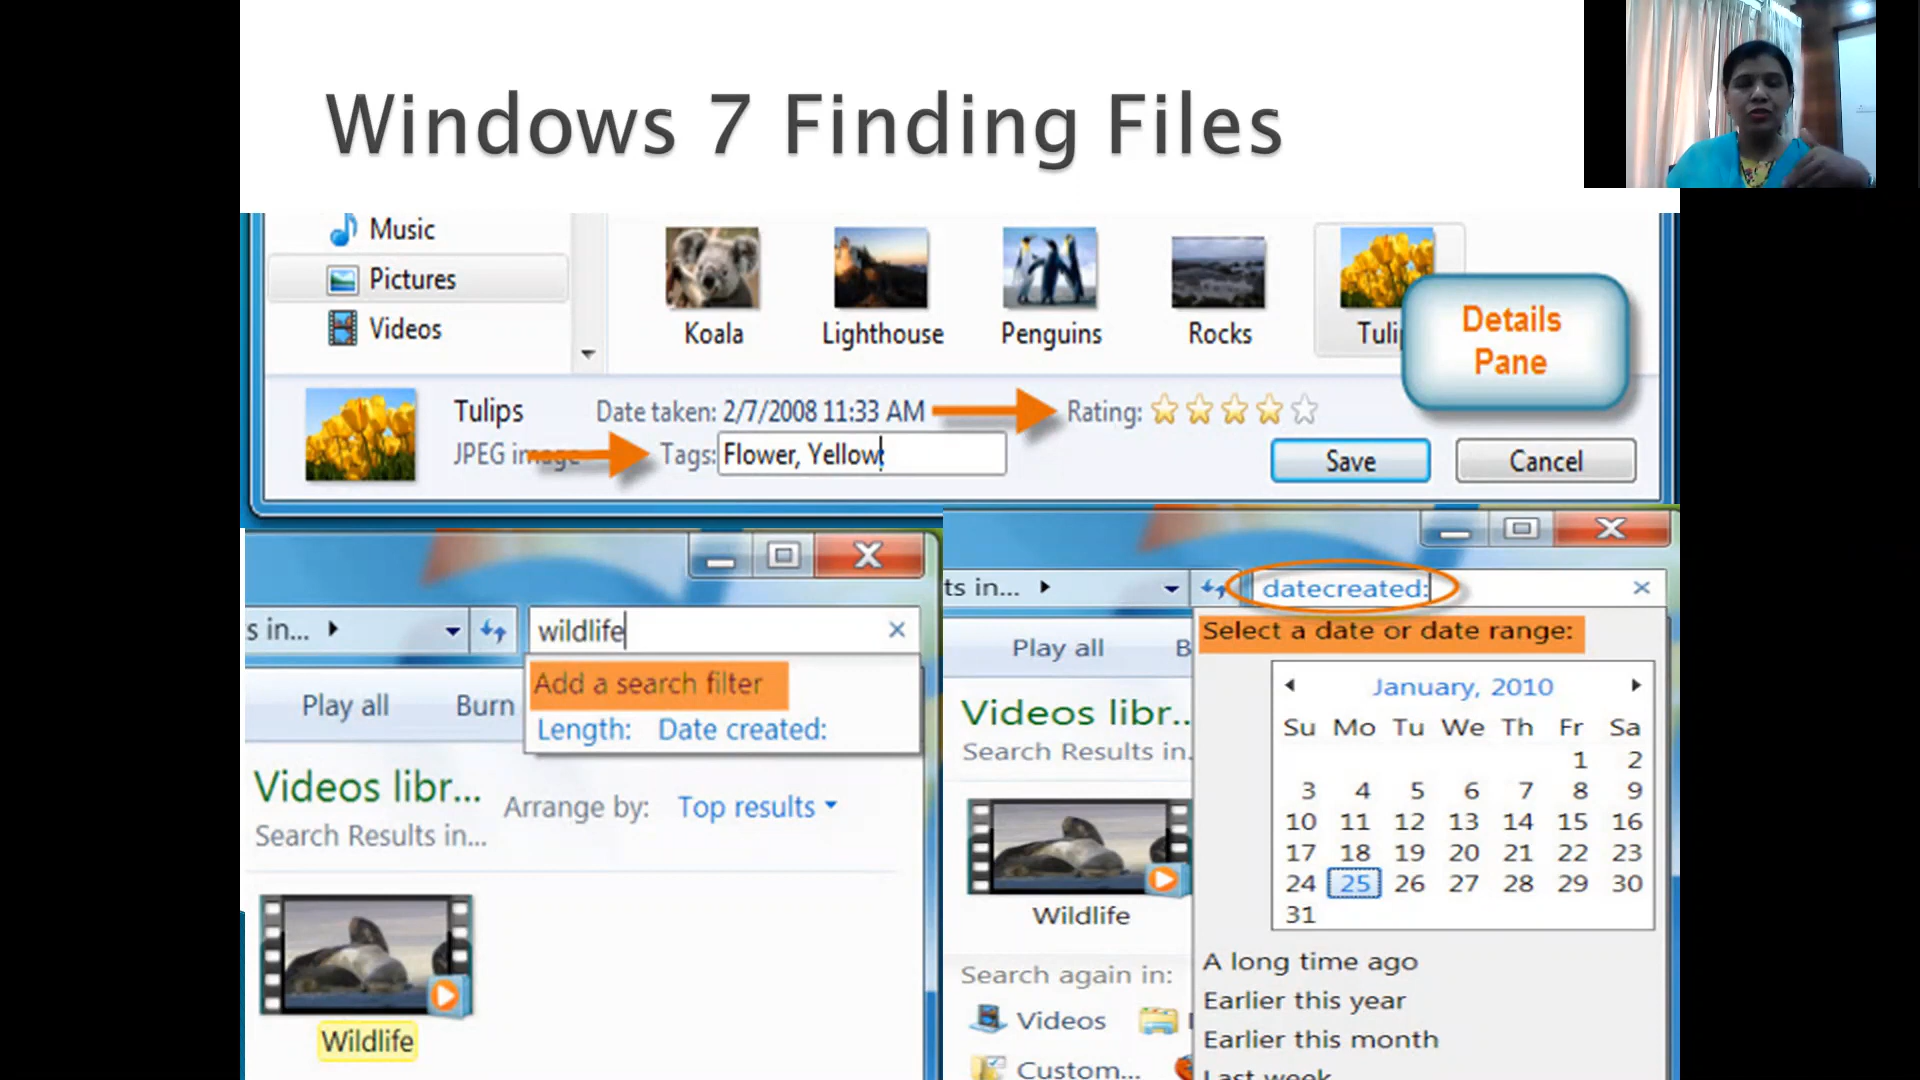 Windows 7 Finding Files
Music
Pictures
Videos
Koala
Lighthouse
Penguins
Rocks
Details
Pane
Tulips
Date taken: 2/7/2008 11:33 AM
Rating:
JPEG image
Tags: Flower, Yellow
Save
Cancel
s in...
wildlife
Add a search filter
Length: Date created:
Play all
Burn
Videos libr...
Search Results in...
Arrange by: Top results
Wildlife
ts in...
datecreated:
Select a date or date range:
Play all
B
January, 2010
Su Mo Tu We Th Fr Sa
1 2
3 4 5 6 7 8 9
10 11 12 13 14 15 16
17 18 19 20 21 22 23
24 25 26 27 28 29 30
31
Videos libr..
Search Results in.
Wildlife
Search again in:
Videos
Custom...
A long time ago
Earlier this year
Earlier this month
Last week